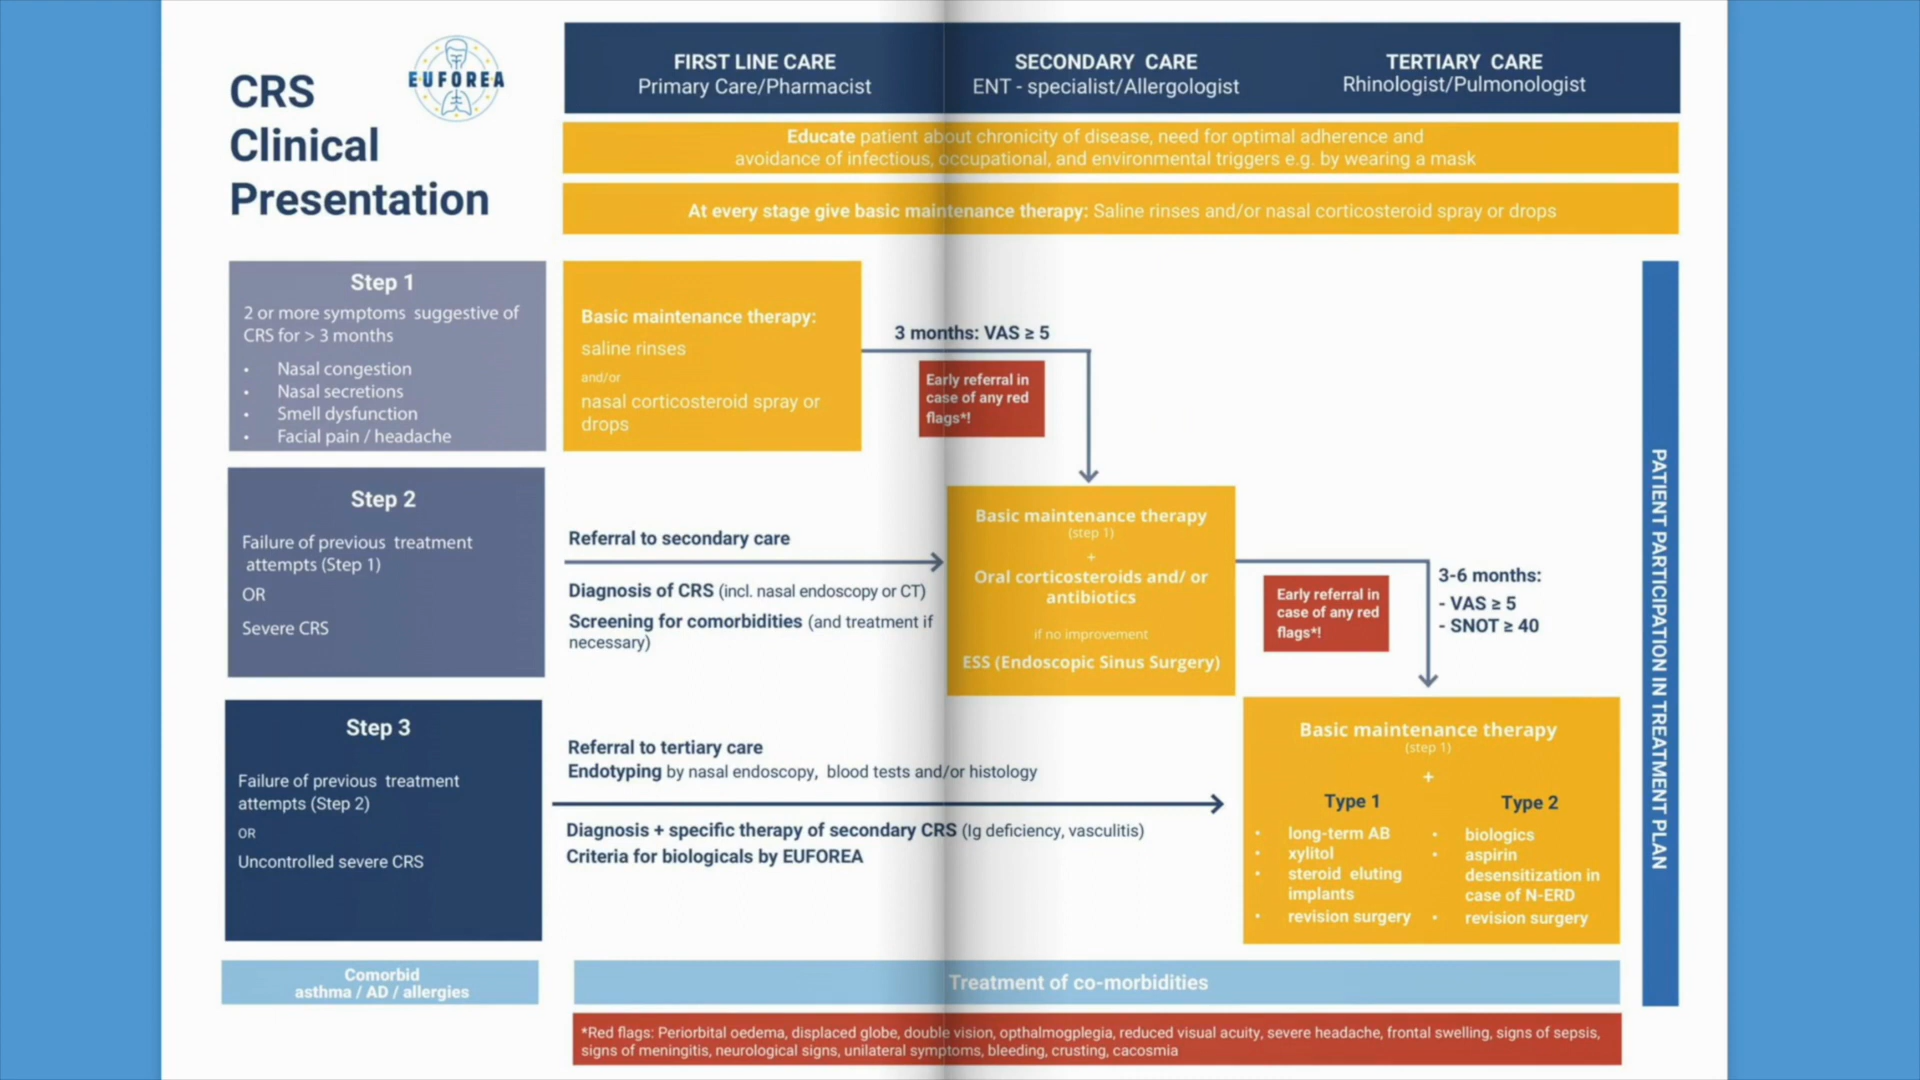 CRS
Clinical
Presentation
EUFOREA
FIRST LINE CARE
Primary Care/Pharmacist
SECONDARY CARE
ENT - specialist/Allergologist
TERTIARY CARE
Rhinologist/Pulmonologist
Educate patient about chronicity of disease, need for optimal adherence and
avoidance of infectious, occupational, and environmental triggers e.g. by wearing a mask
At every stage give basic maintenance therapy: Saline rinses and/or nasal corticosteroid spray or drops
Step 1
2 or more symptoms suggestive of
CRS for > 3 months
• Nasal congestion
• Nasal secretions
• Smell dysfunction
• Facial pain / headache
Basic maintenance therapy:
saline rinses
and/or
nasal corticosteroid spray or
drops
3 months: VAS ≥ 5
Early referral in
case of any red
flags*!
Step 2
Failure of previous treatment
attempts (Step 1)
OR
Severe CRS
Referral to secondary care
Diagnosis of CRS (incl. nasal endoscopy or CT)
Screening for comorbidities (and treatment if
necessary)
Basic maintenance therapy
(step 1)
+
Oral corticosteroids and/ or
antibiotics
if no improvement
ESS (Endoscopic Sinus Surgery)
Early referral in
case of any red
flags*!
3-6 months:
- VAS ≥ 5
- SNOT ≥ 40
Step 3
Failure of previous treatment
attempts (Step 2)
OR
Uncontrolled severe CRS
Referral to tertiary care
Endotyping by nasal endoscopy, blood tests and/or histology
Diagnosis + specific therapy of secondary CRS (Ig deficiency, vasculitis)
Criteria for biologicals by EUFOREA
Basic maintenance therapy
(step 1)
+
Type 1
• long-term AB
• xylitol
• steroid eluting
implants
• revision surgery
Type 2
• biologics
• aspirin
desensitization in
case of N-ERD
• revision surgery
PATIENT PARTICIPATION IN TREATMENT PLAN
Comorbid
asthma / AD / allergies
Treatment of co-morbidities
*Red flags: Periorbital oedema, displaced globe, double vision, opthalmogplegia, reduced visual acuity, severe headache, frontal swelling, signs of sepsis,
signs of meningitis, neurological signs, unilateral symptoms, bleeding, crusting, cacosmia